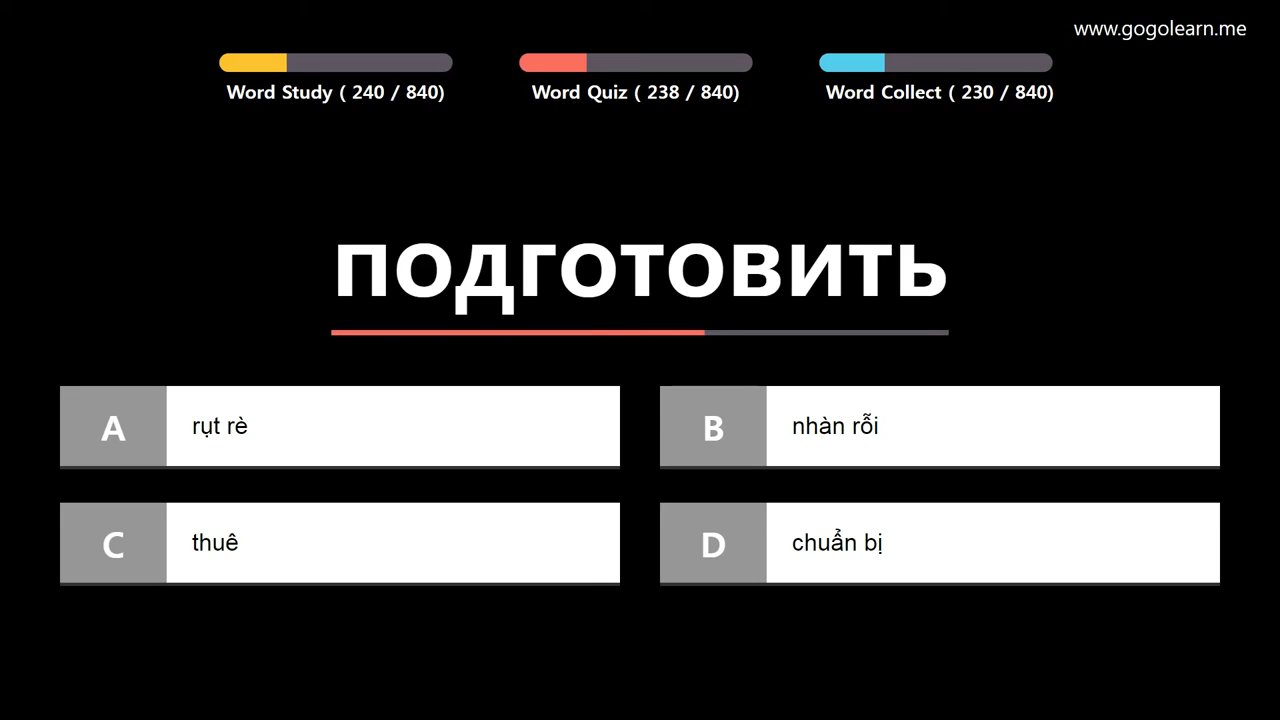 www.gogolearn.me
Word Study ( 240 / 840)
Word Quiz ( 238 / 840)
Word Collect ( 230 / 840)
подготовить
A
rụt rè
B
nhàn rỗi
C
thuê
D
chuẩn bị